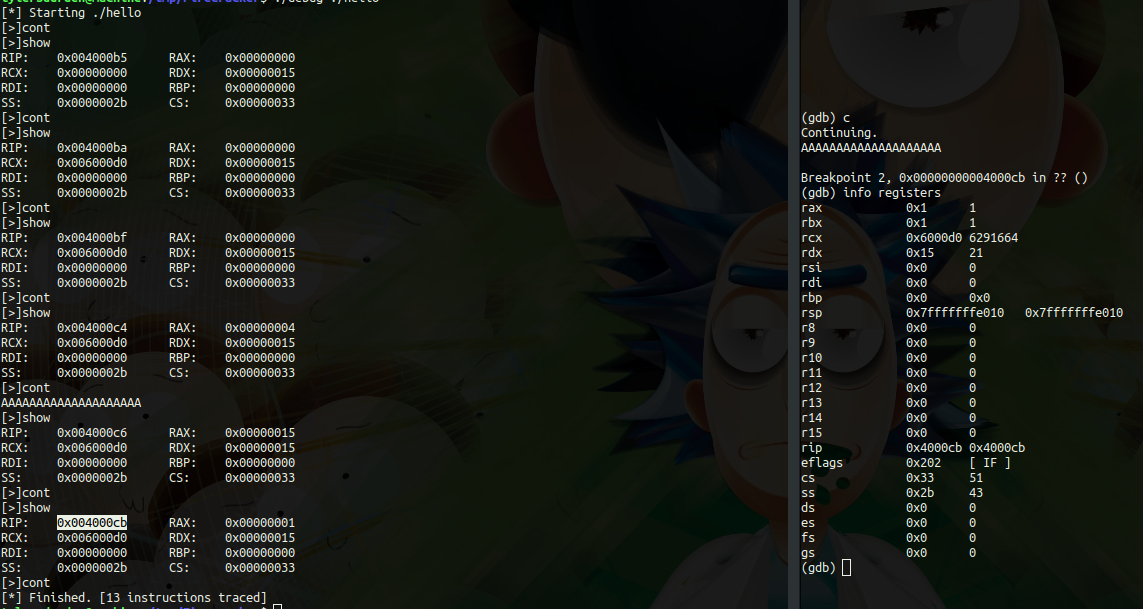 [*] Starting ./hello
[>]cont
[>]show
RIP: 0x004000b5 RAX: 0x00000000
RCX: 0x00000000 RDX: 0x00000015
RDI: 0x00000000 RBP: 0x00000000
SS: 0x0000002b CS: 0x00000033
[>]cont
[>]show
RIP: 0x004000ba RAX: 0x00000000
RCX: 0x006000d0 RDX: 0x00000015
RDI: 0x00000000 RBP: 0x00000000
SS: 0x0000002b CS: 0x00000033
[>]cont
[>]show
RIP: 0x004000bf RAX: 0x00000000
RCX: 0x006000d0 RDX: 0x00000015
RDI: 0x00000000 RBP: 0x00000000
SS: 0x0000002b CS: 0x00000033
[>]cont
[>]show
RIP: 0x004000c4 RAX: 0x00000004
RCX: 0x006000d0 RDX: 0x00000015
RDI: 0x00000000 RBP: 0x00000000
SS: 0x0000002b CS: 0x00000033
[>]cont
AAAAAAAAAAAAAAAAAAAA
[>]show
RIP: 0x004000c6 RAX: 0x00000015
RCX: 0x006000d0 RDX: 0x00000015
RDI: 0x00000000 RBP: 0x00000000
SS: 0x0000002b CS: 0x00000033
[>]cont
[>]show
RIP: 0x004000cb RAX: 0x00000001
RCX: 0x006000d0 RDX: 0x00000015
RDI: 0x00000000 RBP: 0x00000000
SS: 0x0000002b CS: 0x00000033
[>]cont
[*] Finished. [13 instructions traced]
(gdb) c
Continuing.
AAAAAAAAAAAAAAAAAAAA
Breakpoint 2, 0x00000000004000cb in ?? ()
(gdb) info registers
rax 0x1 1
rbx 0x1 1
rcx 0x6000d0 6291664
rdx 0x15 21
rsi 0x0 0
rdi 0x0 0
rbp 0x0 0x0
rsp 0x7fffffffe010 0x7fffffffe010
r8 0x0 0
r9 0x0 0
r10 0x0 0
r11 0x0 0
r12 0x0 0
r13 0x0 0
r14 0x0 0
r15 0x0 0
rip 0x4000cb 0x4000cb
eflags 0x202 [ IF ]
cs 0x33 51
ss 0x2b 43
ds 0x0 0
es 0x0 0
fs 0x0 0
gs 0x0 0
(gdb)